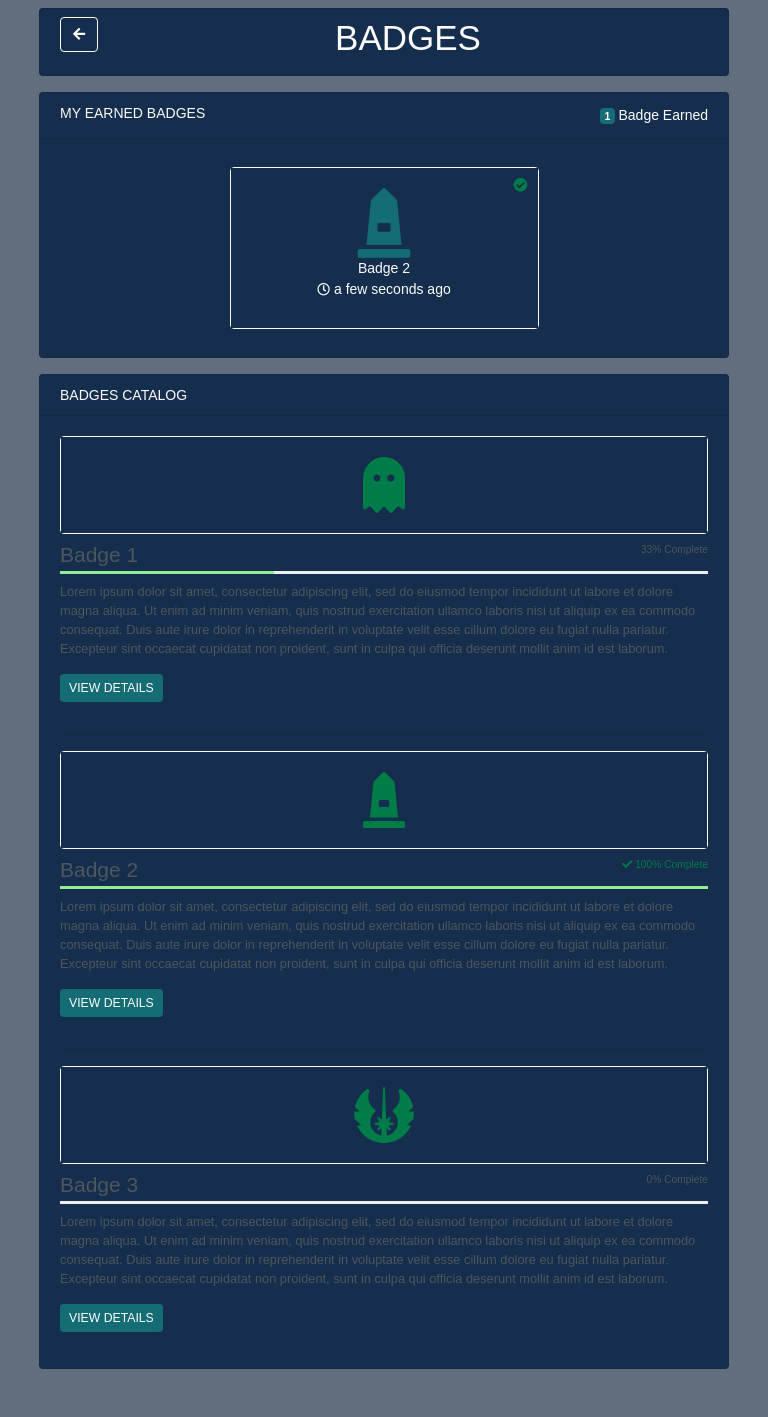 BADGES
MY EARNED BADGES
1 Badge Earned
Badge 2
a few seconds ago
BADGES CATALOG
Badge 1
33% Complete
Lorem ipsum dolor sit amet, consectetur adipiscing elit, sed do eiusmod tempor incididunt ut labore et dolore
magna aliqua. Ut enim ad minim veniam, quis nostrud exercitation ullamco laboris nisi ut aliquip ex ea commodo
consequat. Duis aute irure dolor in reprehenderit in voluptate velit esse cillum dolore eu fugiat nulla pariatur.
Excepteur sint occaecat cupidatat non proident, sunt in culpa qui officia deserunt mollit anim id est laborum.
VIEW DETAILS
Badge 2
100% Complete
Lorem ipsum dolor sit amet, consectetur adipiscing elit, sed do eiusmod tempor incididunt ut labore et dolore
magna aliqua. Ut enim ad minim veniam, quis nostrud exercitation ullamco laboris nisi ut aliquip ex ea commodo
consequat. Duis aute irure dolor in reprehenderit in voluptate velit esse cillum dolore eu fugiat nulla pariatur.
Excepteur sint occaecat cupidatat non proident, sunt in culpa qui officia deserunt mollit anim id est laborum.
VIEW DETAILS
Badge 3
0% Complete
Lorem ipsum dolor sit amet, consectetur adipiscing elit, sed do eiusmod tempor incididunt ut labore et dolore
magna aliqua. Ut enim ad minim veniam, quis nostrud exercitation ullamco laboris nisi ut aliquip ex ea commodo
consequat. Duis aute irure dolor in reprehenderit in voluptate velit esse cillum dolore eu fugiat nulla pariatur.
Excepteur sint occaecat cupidatat non proident, sunt in culpa qui officia deserunt mollit anim id est laborum.
VIEW DETAILS